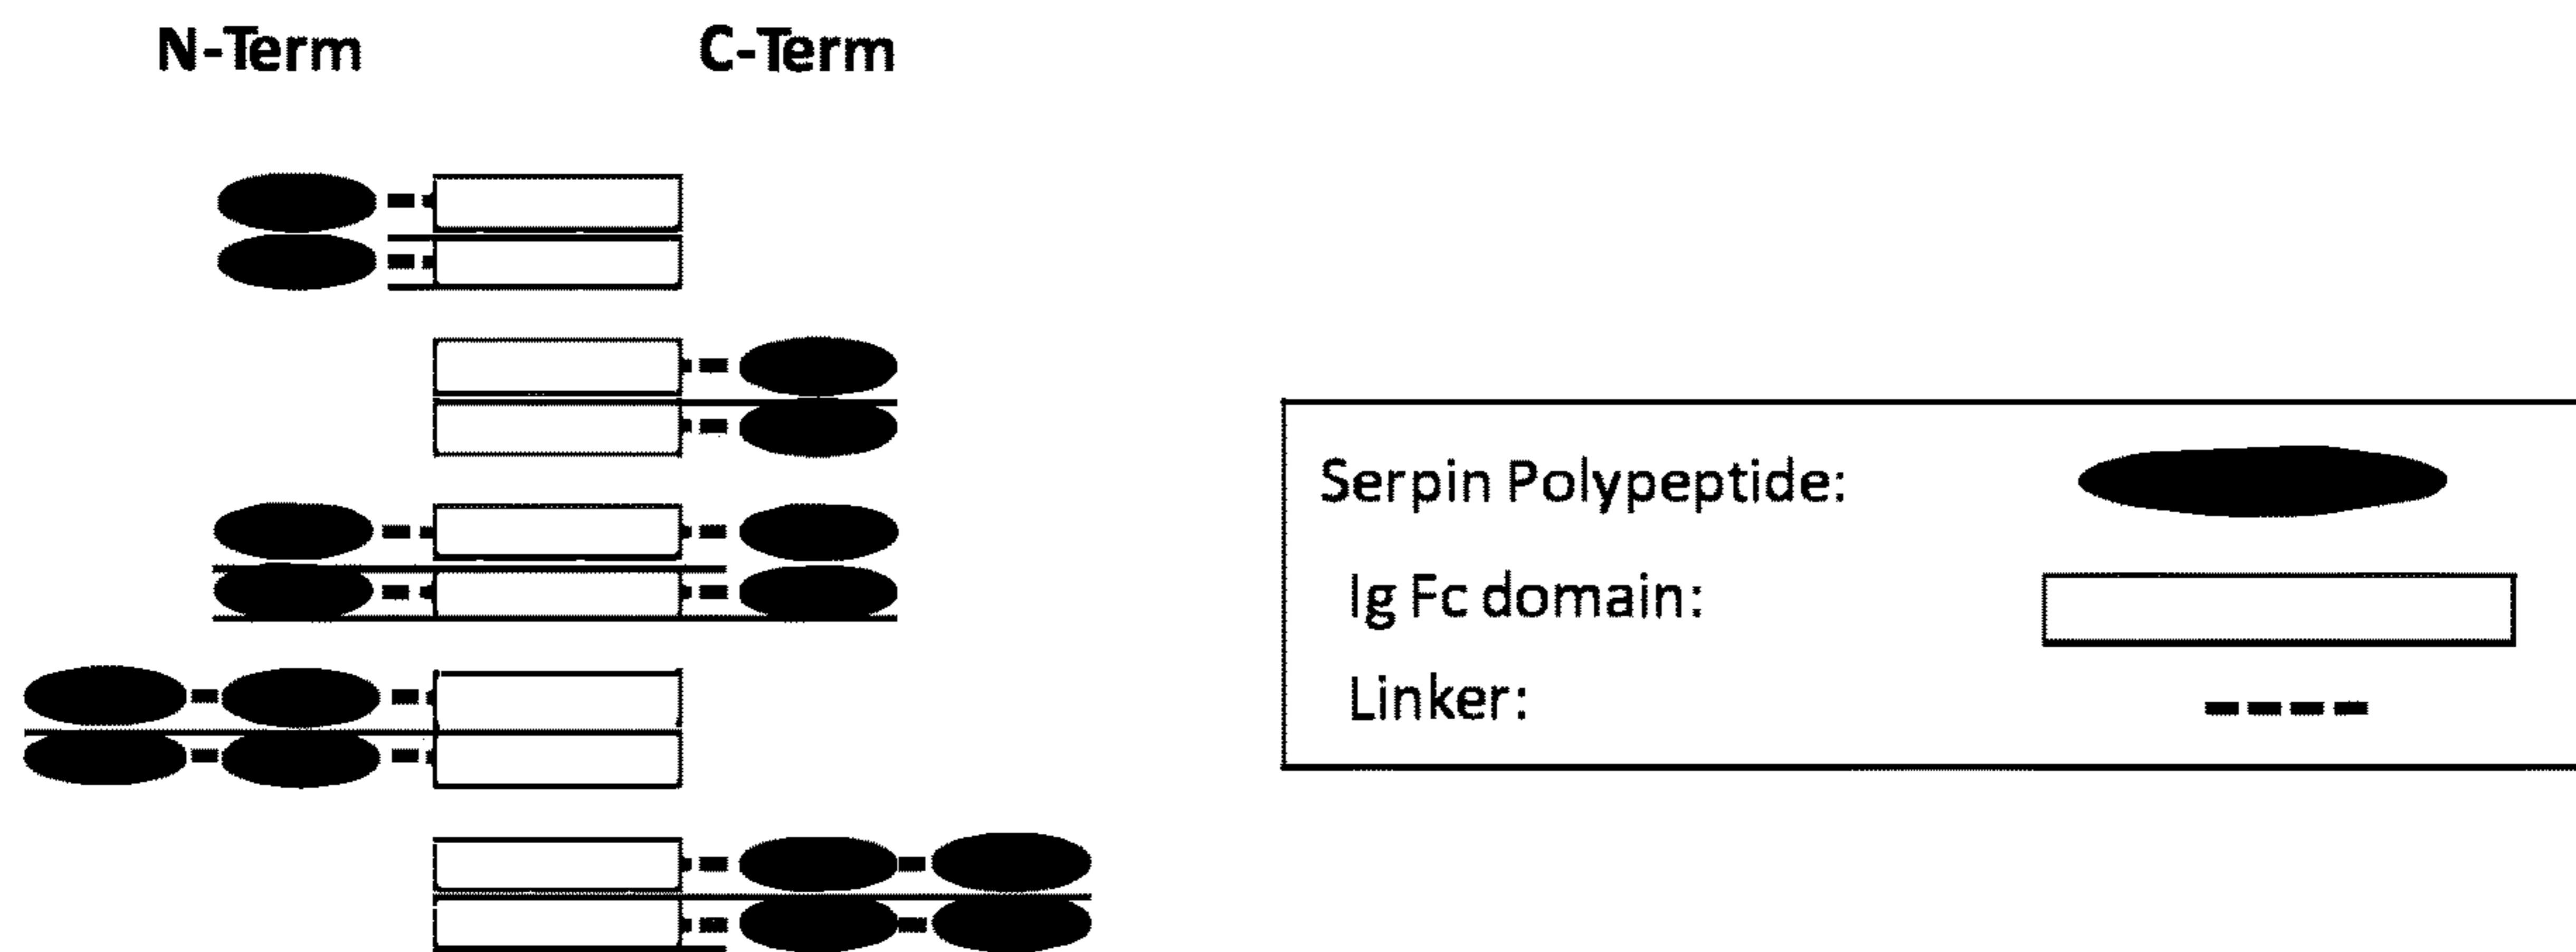 N-Term C-Term
Serpin Polypeptide:
Ig Fc domain:
Linker: